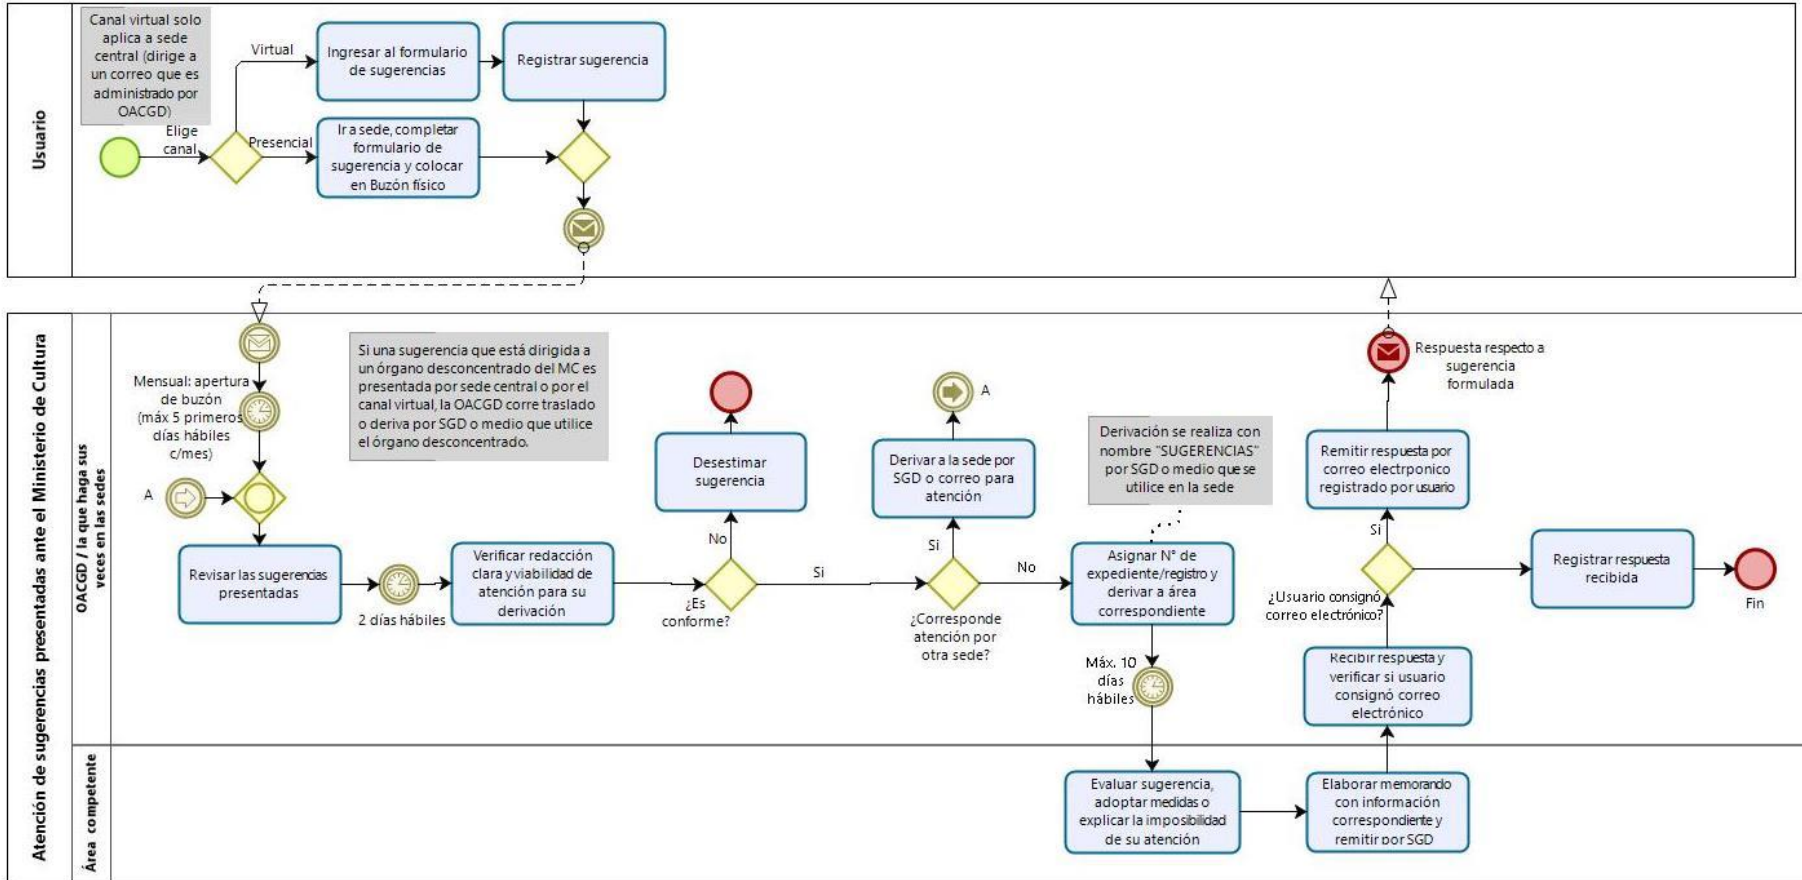 Usuario
Canal virtual solo
aplica a sede
central (dirige a
un correo que es
administrado por
OACGD)
Elige
canal
Virtual
Presencial
Ingresar al formulario
de sugerencias
Registrar sugerencia
Ir a sede, completar
formulario de
sugerencia y colocar
en Buzón físico
Atención de sugerencias presentadas ante el Ministerio de Cultura
OACGD / la que haga sus
veces en las sedes
Mensual: apertura
de buzón
(máx 5 primeros
días hábiles
c/mes)
A
Revisar las sugerencias
presentadas
2 días hábiles
Si una sugerencia que está dirigida a
un órgano desconcentrado del MC es
presentada por sede central o por el
canal virtual, la OACGD corre traslado
o deriva por SGD o medio que utilice
el órgano desconcentrado.
Verificar redacción
clara y viabilidad de
atención para su
derivación
¿Es
conforme?
No
Desestimar
sugerencia
Si
¿Corresponde
atención por
otra sede?
Si
Derivar a la sede por
SGD o correo para
atención
A
No
Derivación se realiza con
nombre "SUGERENCIAS"
por SGD o medio que se
utilice en la sede
Asignar N° de
expediente/registro y
derivar a área
correspondiente
Máx. 10
días
hábiles
Respuesta respecto a
sugerencia
formulada
Remitir respuesta por
correo electrponico
registrado por usuario
Si
¿Usuario consignó
correo electrónico?
Registrar respuesta
recibida
Fin
Recibir respuesta y
verificar si usuario
consignó correo
electrónico
Área competente
Evaluar sugerencia,
adoptar medidas o
explicar la imposibilidad
de su atención
Elaborar memorando
con información
correspondiente y
remitir por SGD